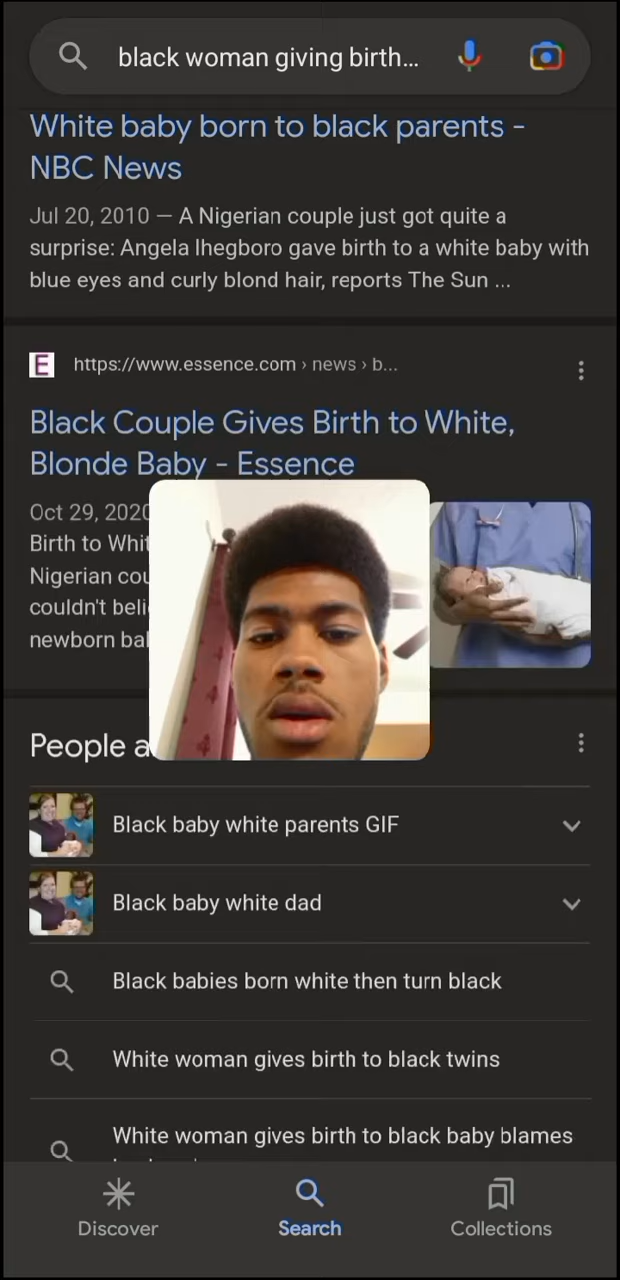 black woman giving birth...
White baby born to black parents -
NBC News
Jul 20, 2010 — A Nigerian couple just got quite a
surprise: Angela Ihegboro gave birth to a white baby with
blue eyes and curly blond hair, reports The Sun ...
E https://www.essence.com › news › b...
Black Couple Gives Birth to White,
Blonde Baby - Essence
Oct 29, 2020
Birth to
Nigerian
couldn't
newborn
People
Black baby white parents GIF
Black baby white dad
Black babies born white then turn black
White woman gives birth to black twins
White woman gives birth to black baby blames
Discover Search Collections